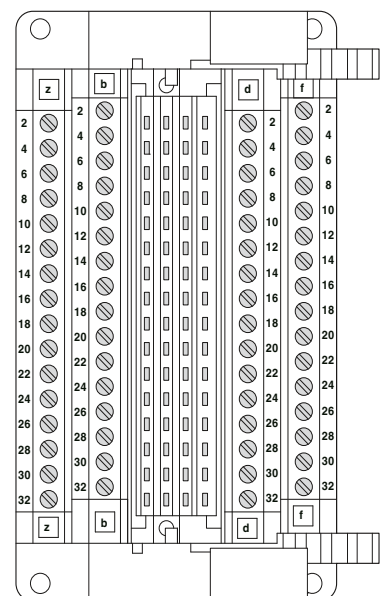 z b d f
2 2 2 2
4 4 4 4
6 6 6 6
8 8 8 8
10 10 10 10
12 12 12 12
14 14 14 14
16 16 16 16
18 18 18 18
20 20 20 20
22 22 22 22
24 24 24 24
26 26 26 26
28 28 28 28
30 30 30 30
32 32 32 32
z b d f